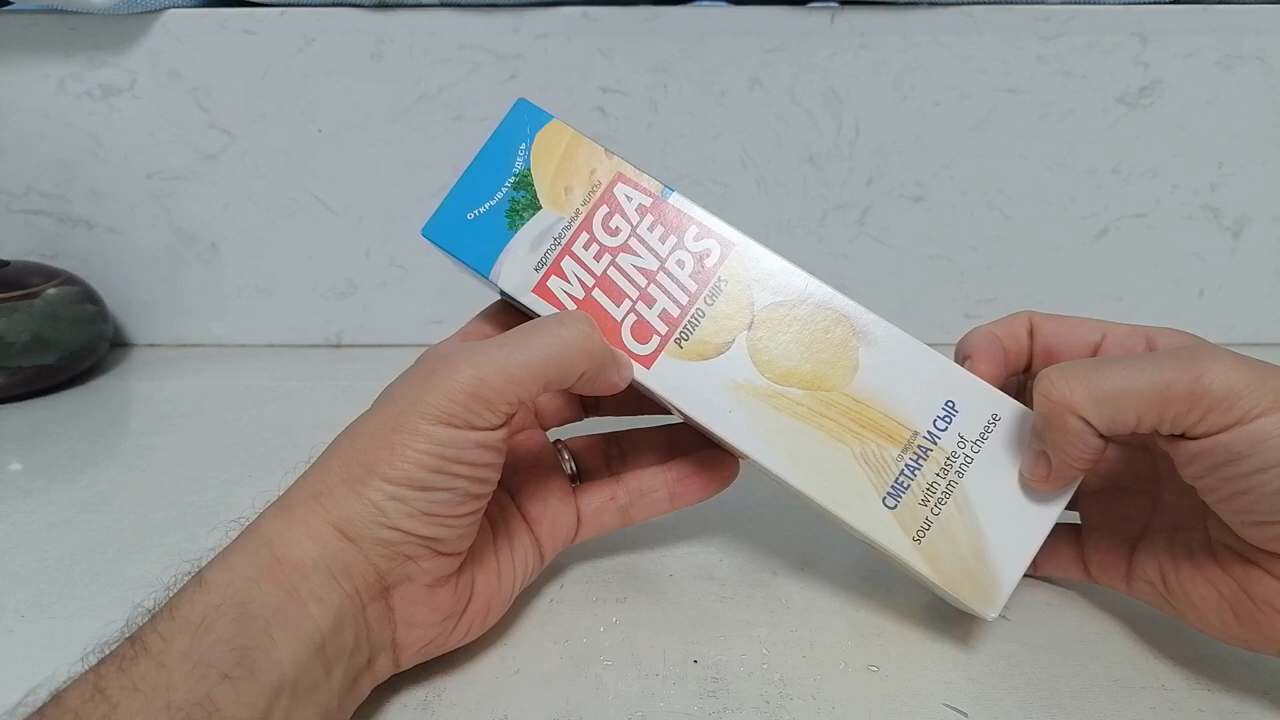 ОТКРЫВАТЬ ЗДЕСЬ
картофельные чипсы
MEGA
LINE
CHIPS
POTATO CHIPS
со вкусом
СМЕТАНА И СЫР
with taste of
sour cream and cheese